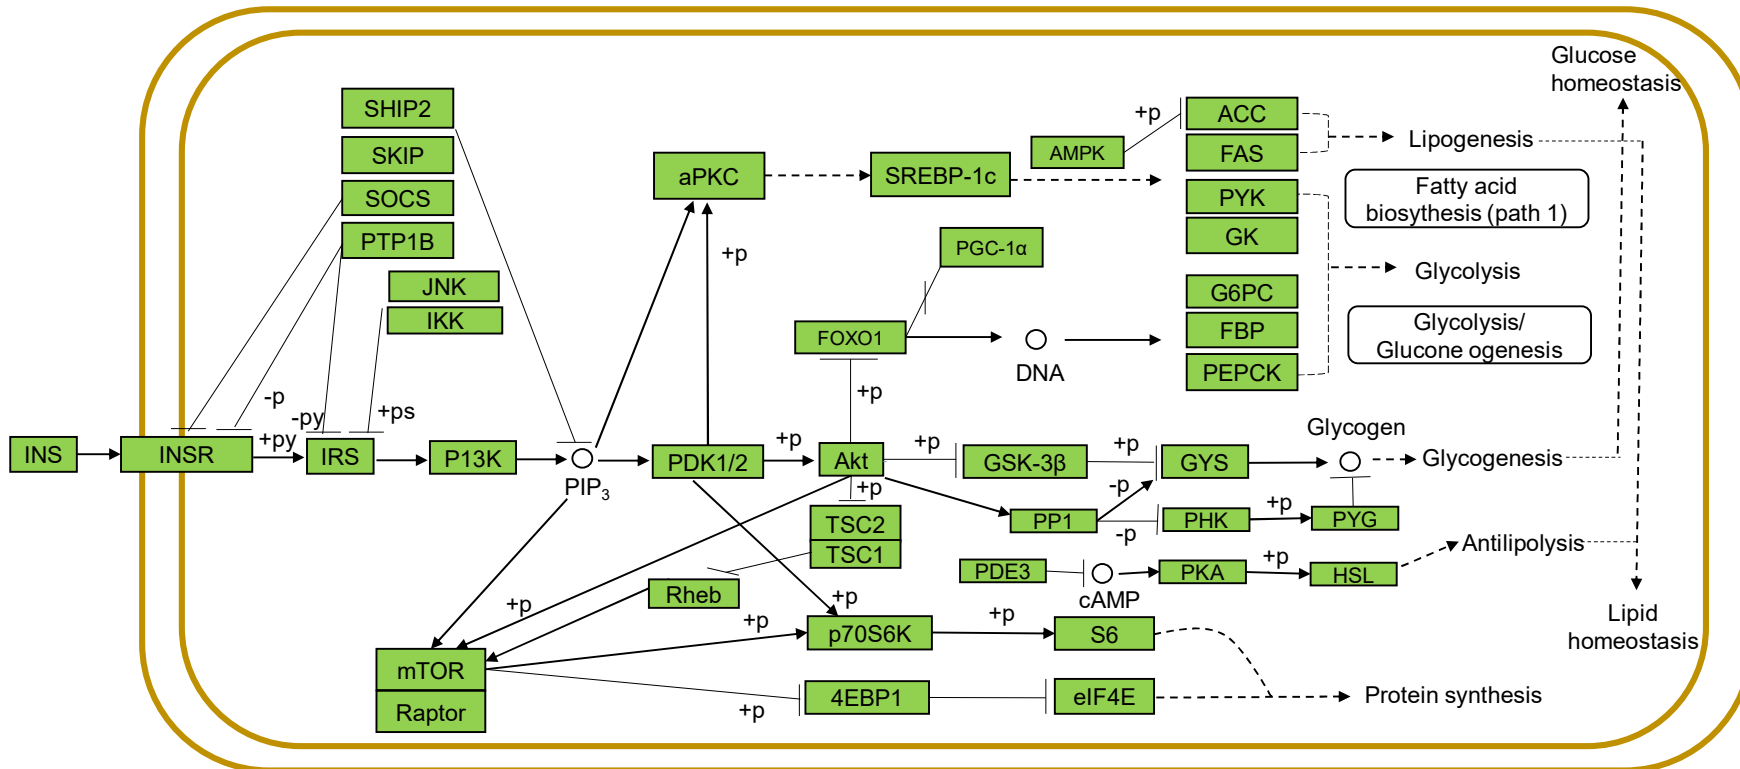 Glucose
homeostasis
SHIP2
ACC
+p
Lipogenesis
SKIP
AMPK
FAS
aPKC
SREBP-1c
SOCS
PYK
Fatty acid
biosythesis (path 1)
PTP1B
GK
+p
PGC-1α
JNK
Glycolysis
G6PC
IKK
FOXO1
FBP
Glycolysis/
Glucone ogenesis
DNA
PEPCK
-p
+p
-py
+ps
Glycogen
+py
+p
+p
+p
INS
INSR
IRS
P13K
PDK1/2
Akt
GSK-3β
GYS
Glycogenesis
PIP3
+p
-p
TSC2
PP1
PHK
+p
PYG
-p
TSC1
Antilipolysis
+p
PDE3
PKA
HSL
Rheb
cAMP
+p
+p
+p
+p
Lipid
homeostasis
p70S6K
S6
mTOR
4EBP1
eIF4E
Protein synthesis
Raptor
+p